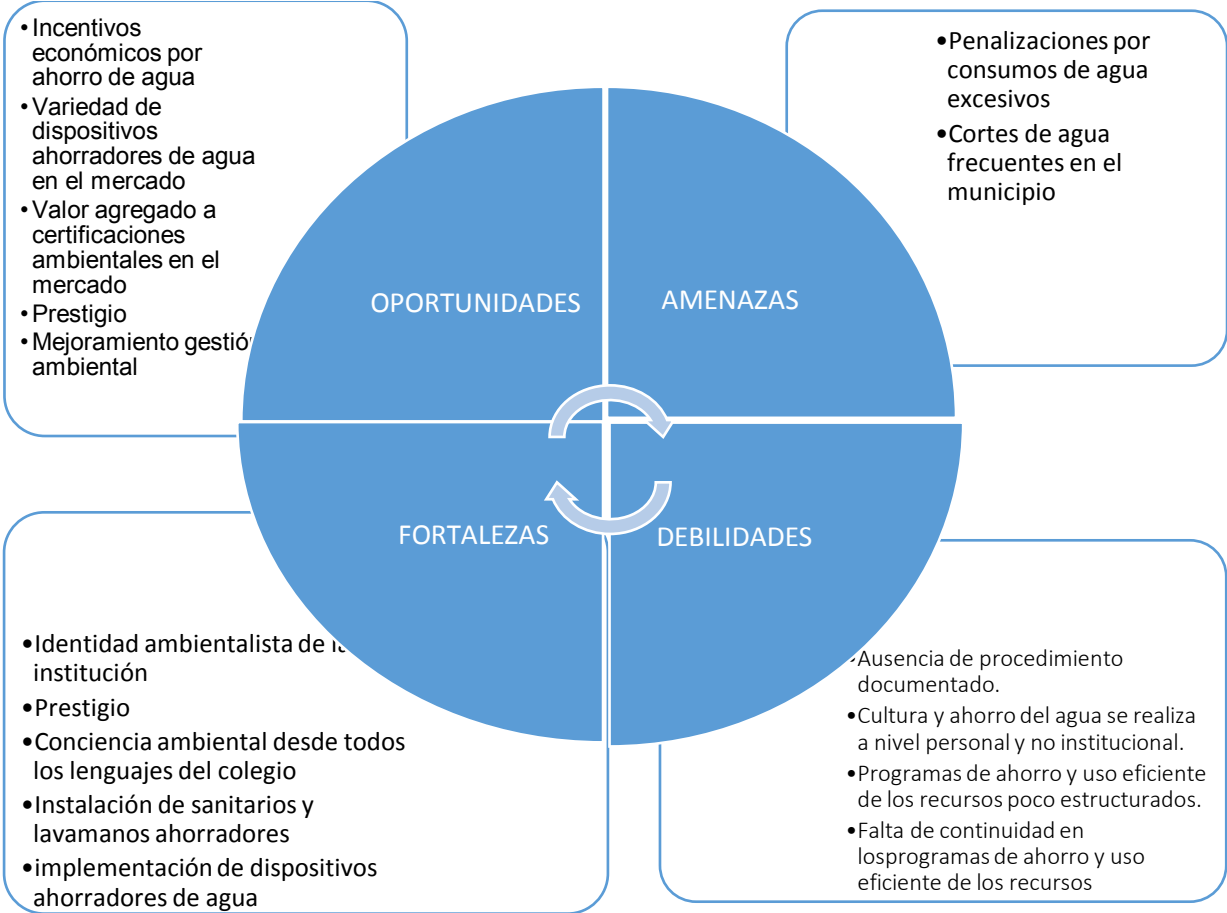 • Incentivos
económicos por
ahorro de agua
• Variedad de
dispositivos
ahorradores de agua
en el mercado
• Valor agregado a
certificaciones
ambientales en el
mercado
• Prestigio
• Mejoramiento gestión
ambiental
•Penalizaciones por
consumos de agua
excesivos
•Cortes de agua
frecuentes en el
municipio
OPORTUNIDADES
AMENAZAS
FORTALEZAS
DEBILIDADES
•Identidad ambientalista de la
institución
•Prestigio
•Conciencia ambiental desde todos
los lenguajes del colegio
•Instalación de sanitarios y
lavamanos ahorradores
•implementación de dispositivos
ahorradores de agua
•Ausencia de procedimiento
documentado.
•Cultura y ahorro del agua se realiza
a nivel personal y no institucional.
•Programas de ahorro y uso eficiente
de los recursos poco estructurados.
•Falta de continuidad en
losprogramas de ahorro y uso
eficiente de los recursos